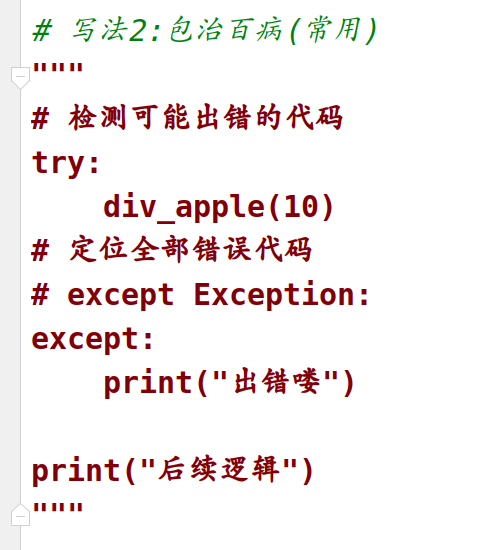 # 写法2:包治百病(常用)
"""
# 检测可能出错的代码
try:
    div_apple(10)
# 定位全部错误代码
# except Exception:
except:
    print("出错喽")

print("后续逻辑")
"""